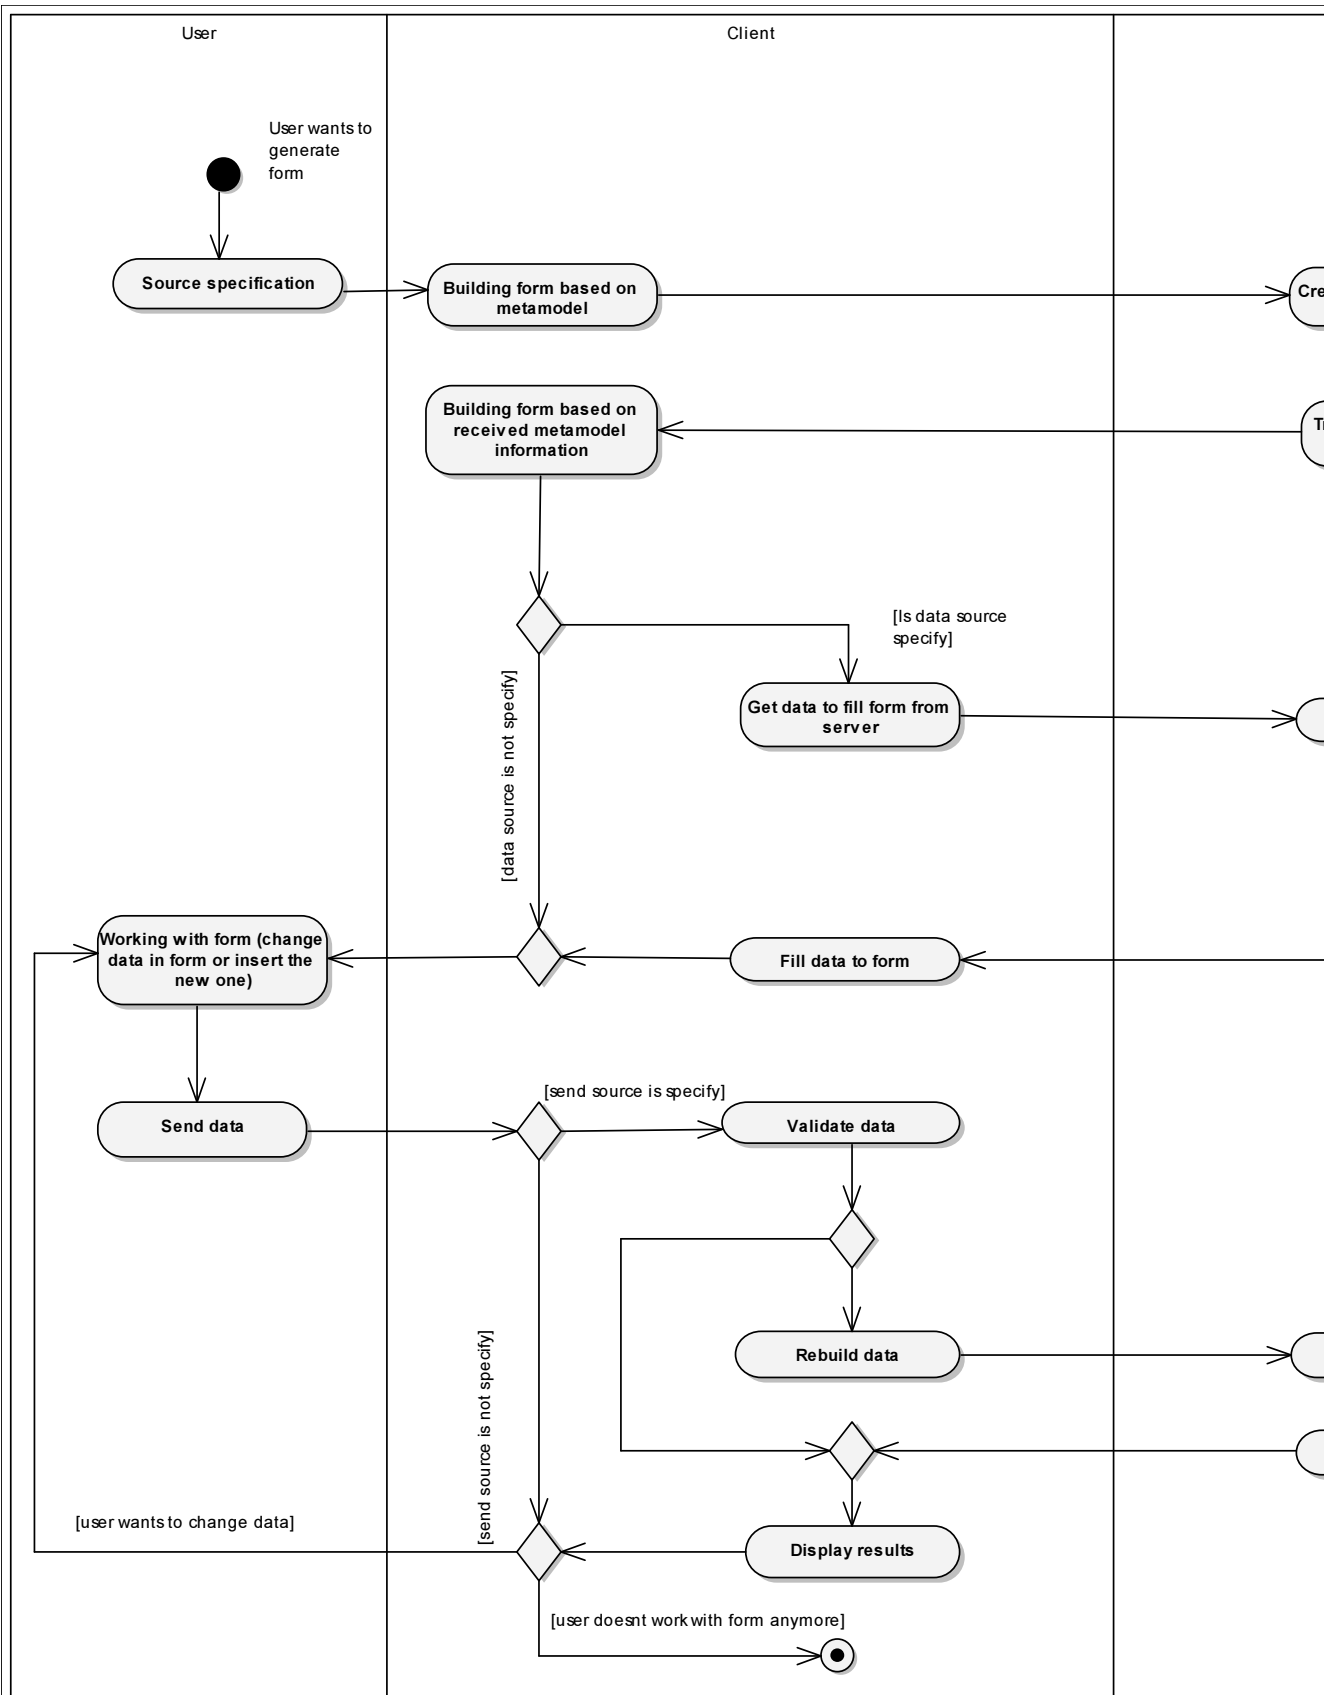 User
Client
User wants to
generate
form
Source specification
Building form based on
metamodel
Cre
Building form based on
received metamodel
information
Tr
[Is data source
specify]
[data source is not specify]
Get data to fill form from
server
Working with form (change
data in form or insert the
new one)
Fill data to form
[send source is specify]
Send data
Validate data
[send source is not specify]
Rebuild data
[user wants to change data]
Display results
[user doesnt work with form anymore]